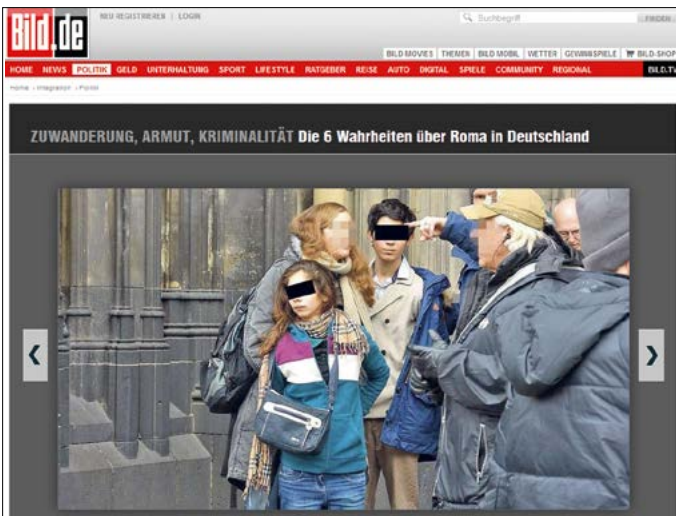 Bild.de
NEU REGISTRIEREN | LOGIN
Suchbegriff
FINDEN
BILD MOVIES | THEMEN | BILD MOBIL | WETTER | GEWINNSPIELE | BILD-SHOP
HOME NEWS POLITIK GELD UNTERHALTUNG SPORT LIFESTYLE RATGEBER REISE AUTO DIGITAL SPIELE COMMUNITY REGIONAL BILD.TV
Home › Integration › Politik
ZUWANDERUNG, ARMUT, KRIMINALITÄT Die 6 Wahrheiten über Roma in Deutschland